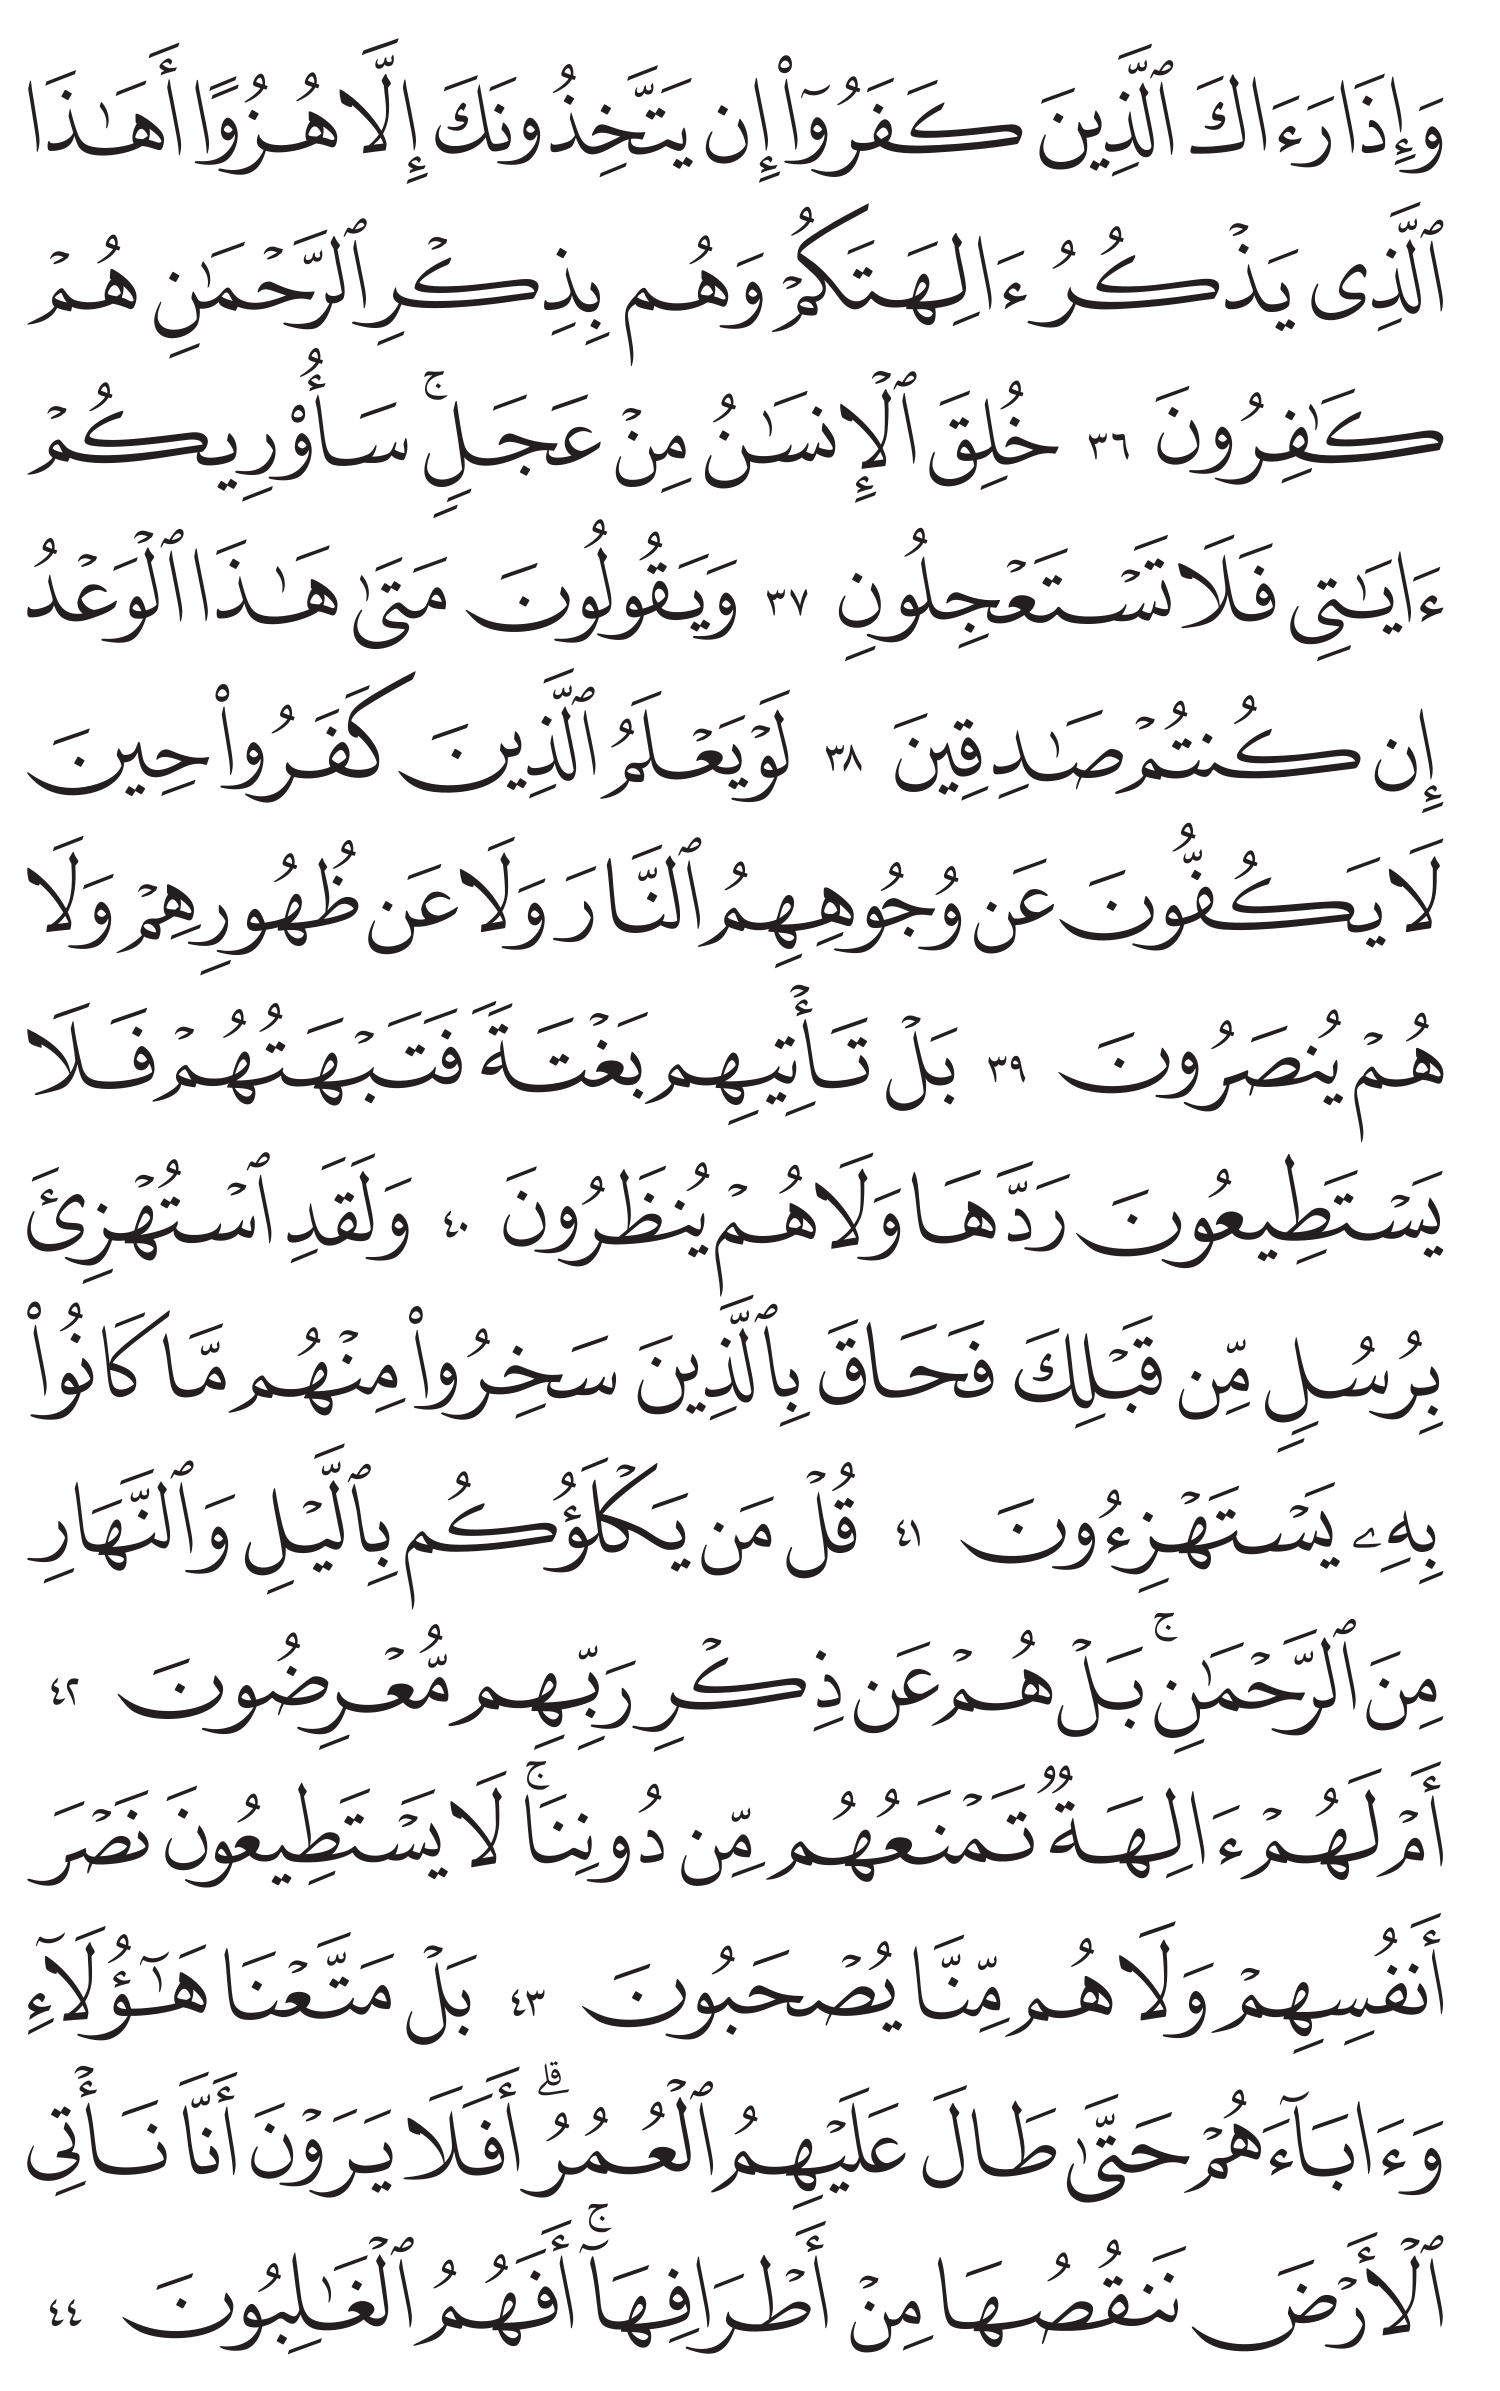 وَإِذَا رَءَاكَ ٱلَّذِينَ كَفَرُوٓا۟ إِن يَتَّخِذُونَكَ إِلَّا هُزُوًا أَهَـٰذَا
ٱلَّذِى يَذْكُرُ ءَالِهَتَكُمْ وَهُم بِذِكْرِ ٱلرَّحْمَـٰنِ هُمْ
كَـٰفِرُونَ ٣٦ خُلِقَ ٱلْإِنسَـٰنُ مِنْ عَجَلٍۢ ۚ سَأُو۟رِيكُمْ
ءَايَـٰتِى فَلَا تَسْتَعْجِلُونِ ٣٧ وَيَقُولُونَ مَتَىٰ هَـٰذَا ٱلْوَعْدُ
إِن كُنتُمْ صَـٰدِقِينَ ٣٨ لَوْ يَعْلَمُ ٱلَّذِينَ كَفَرُوا۟ حِينَ
لَا يَكُفُّونَ عَن وُجُوهِهِمُ ٱلنَّارَ وَلَا عَن ظُهُورِهِمْ وَلَا
هُمْ يُنصَرُونَ ٣٩ بَلْ تَأْتِيهِم بَغْتَةًۭ فَتَبْهَتُهُمْ فَلَا
يَسْتَطِيعُونَ رَدَّهَا وَلَا هُمْ يُنظَرُونَ ٤٠ وَلَقَدِ ٱسْتُهْزِئَ
بِرُسُلٍۢ مِّن قَبْلِكَ فَحَاقَ بِٱلَّذِينَ سَخِرُوا۟ مِنْهُم مَّا كَانُوا۟
بِهِۦ يَسْتَهْزِءُونَ ٤١ قُلْ مَن يَكْلَؤُكُم بِٱلَّيْلِ وَٱلنَّهَارِ
مِنَ ٱلرَّحْمَـٰنِ ۚ بَلْ هُمْ عَن ذِكْرِ رَبِّهِم مُّعْرِضُونَ ٤٢
أَمْ لَهُمْ ءَالِهَةٌۭ تَمْنَعُهُم مِّن دُونِنَا ۚ لَا يَسْتَطِيعُونَ نَصْرَ
أَنفُسِهِمْ وَلَا هُم مِّنَّا يُصْحَبُونَ ٤٣ بَلْ مَتَّعْنَا هَـٰٓؤُلَآءِ
وَءَابَآءَهُمْ حَتَّىٰ طَالَ عَلَيْهِمُ ٱلْعُمُرُ ۗ أَفَلَا يَرَوْنَ أَنَّا نَأْتِى
ٱلْأَرْضَ نَنقُصُهَا مِنْ أَطْرَافِهَآ ۚ أَفَهُمُ ٱلْغَـٰلِبُونَ ٤٤